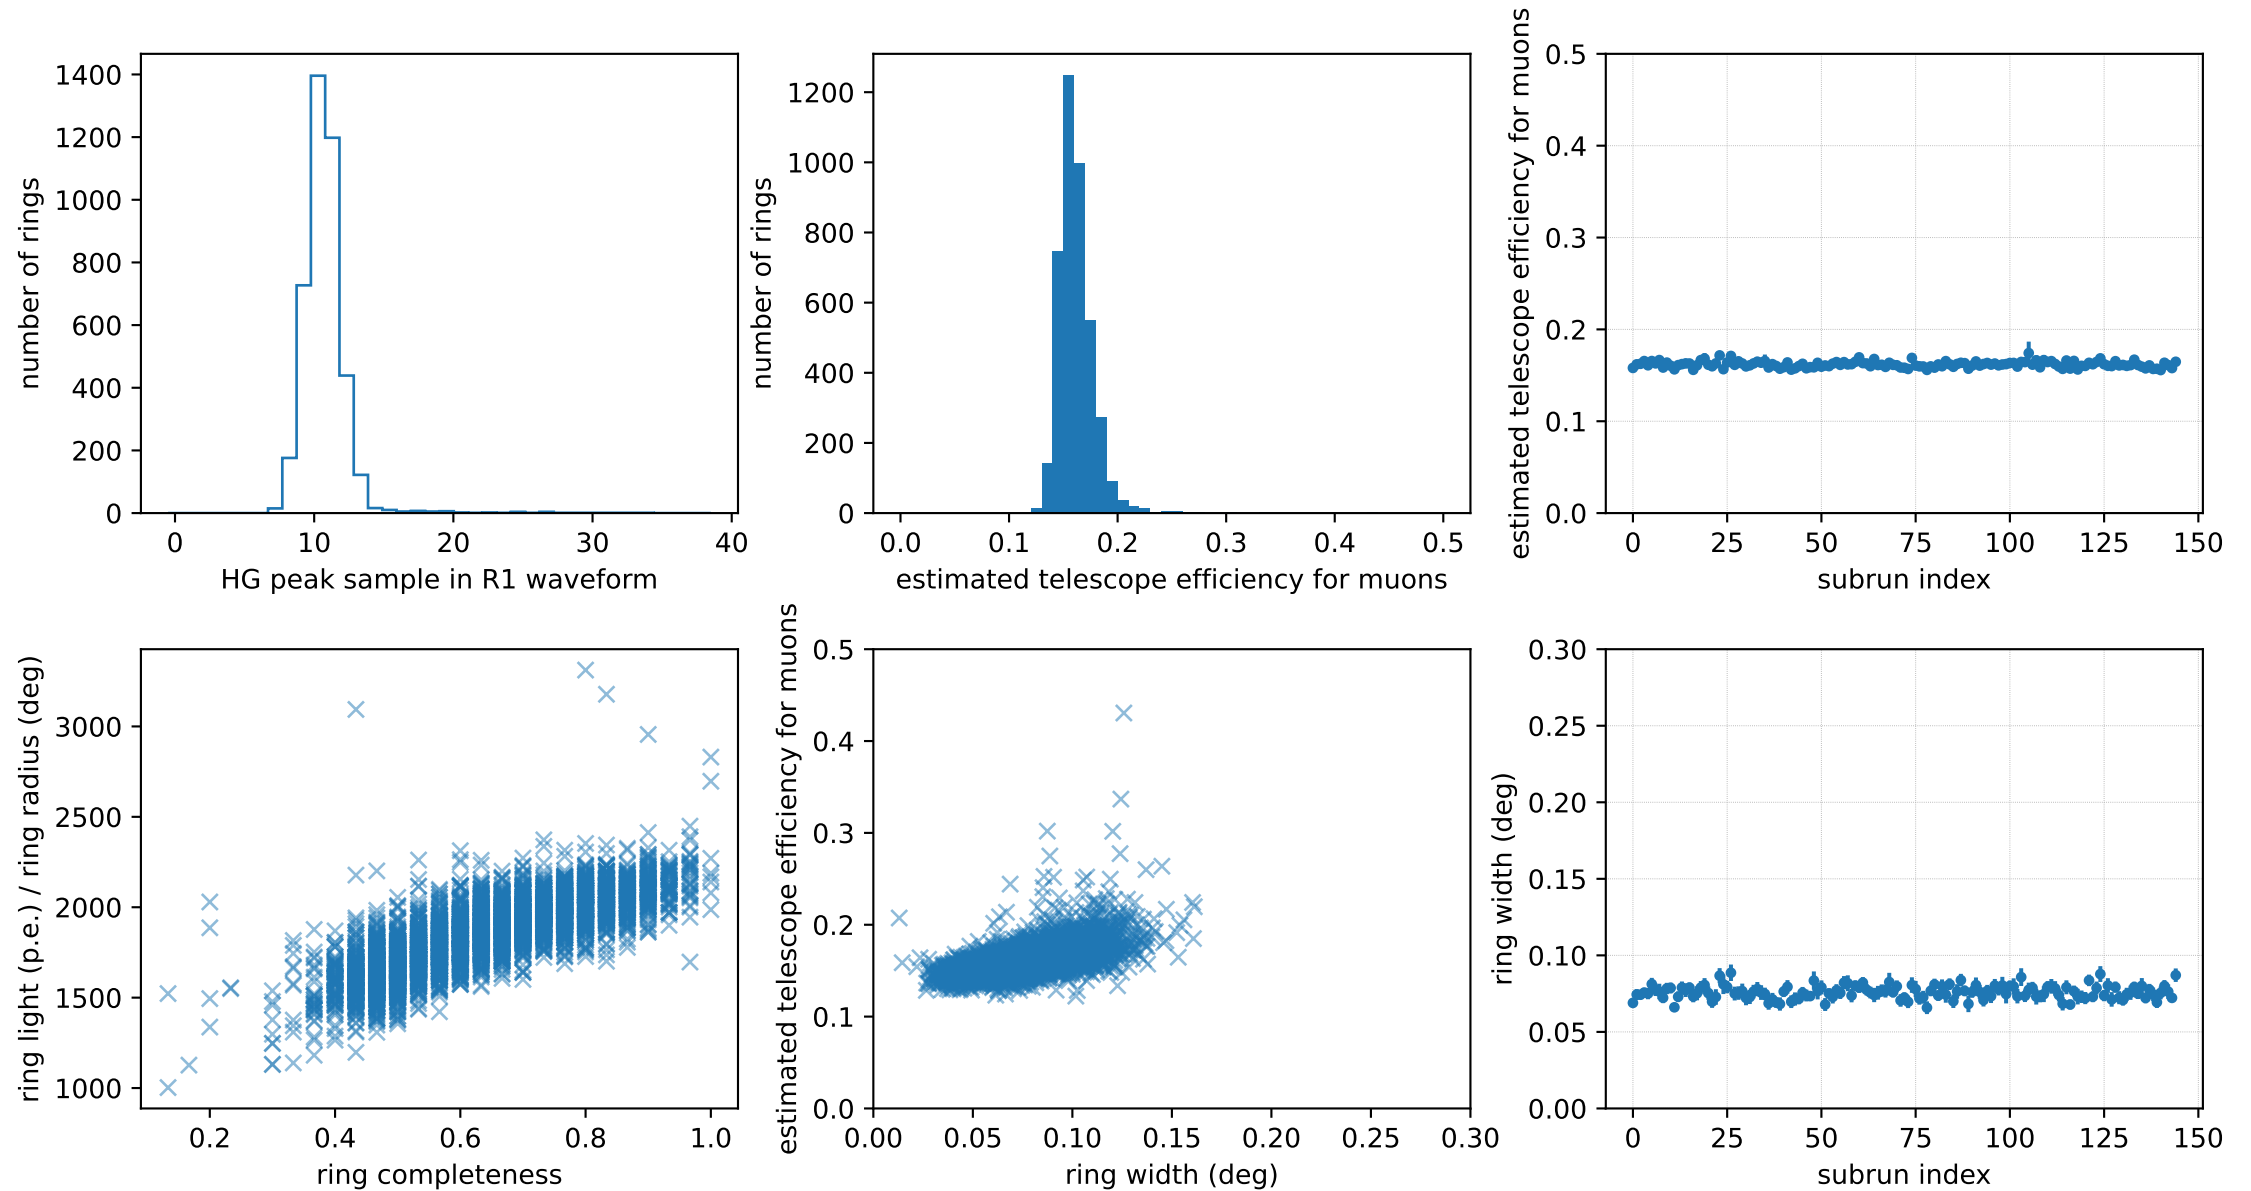 number of rings
1400
1200
1000
800
600
400
200
0
0 10 20 30 40
HG peak sample in R1 waveform
number of rings
1200
1000
800
600
400
200
0
0.0 0.1 0.2 0.3 0.4 0.5
estimated telescope efficiency for muons
estimated telescope efficiency for muons
0.5
0.4
0.3
0.2
0.1
0.0
0 25 50 75 100 125 150
subrun index
ring light (p.e.) / ring radius (deg)
3000
2500
2000
1500
1000
0.2 0.4 0.6 0.8 1.0
ring completeness
estimated telescope efficiency for muons
0.5
0.4
0.3
0.2
0.1
0.0
0.00 0.05 0.10 0.15 0.20 0.25 0.30
ring width (deg)
ring width (deg)
0.30
0.25
0.20
0.15
0.10
0.05
0.00
0 25 50 75 100 125 150
subrun index